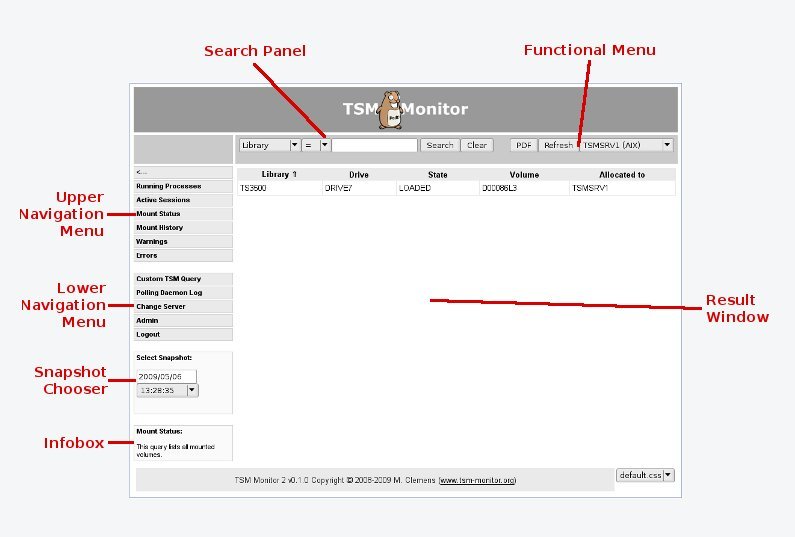 Search Panel
Functional Menu
TSM Monitor
Library = Search Clear PDF Refresh TSMSRV1 (AIX)
Library ↑ Drive State Volume Allocated to
TS3500 DRIVE7 LOADED D00086L3 TSMSRV1
<---
Running Processes
Active Sessions
Mount Status
Mount History
Warnings
Errors
Upper
Navigation
Menu
Custom TSM Query
Polling Daemon Log
Change Server
Admin
Logout
Lower
Navigation
Menu
Result
Window
Select Snapshot:
2009/05/06
13:28:35
Snapshot
Chooser
Mount Status:
This query lists all mounted
volumes.
Infobox
TSM Monitor 2 v0.1.0 Copyright © 2008-2009 M. Clemens (www.tsm-monitor.org)
default.css